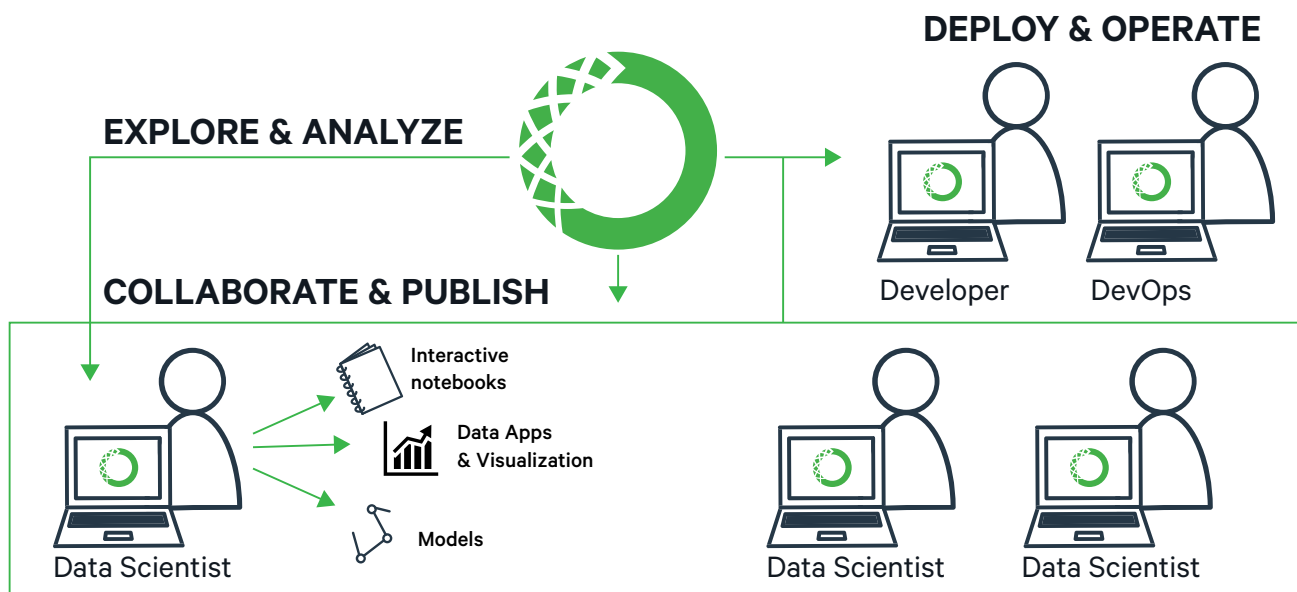 DEPLOY & OPERATE
EXPLORE & ANALYZE
Developer
DevOps
COLLABORATE & PUBLISH
Interactive
notebooks
Data Apps
& Visualization
Models
Data Scientist
Data Scientist
Data Scientist